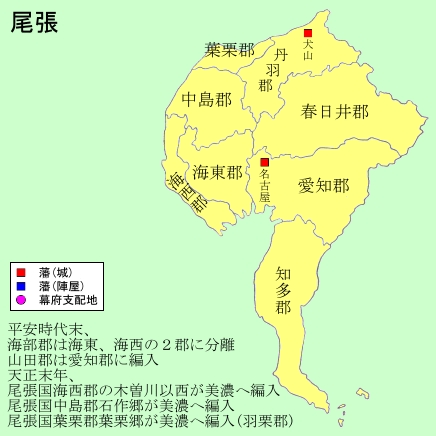 尾張
葉栗郡
丹羽郡
犬山
中島郡
春日井郡
海東郡
海西郡
名古屋
愛知郡
知多郡
藩(城)
藩(陣屋)
幕府支配地
平安時代末、
海部郡は海東、海西の２郡に分離
山田郡は愛知郡に編入
天正末年、
尾張国海西郡の木曽川以西が美濃へ編入
尾張国中島郡石作郷が美濃へ編入
尾張国葉栗郡葉栗郷が美濃へ編入(羽栗郡)